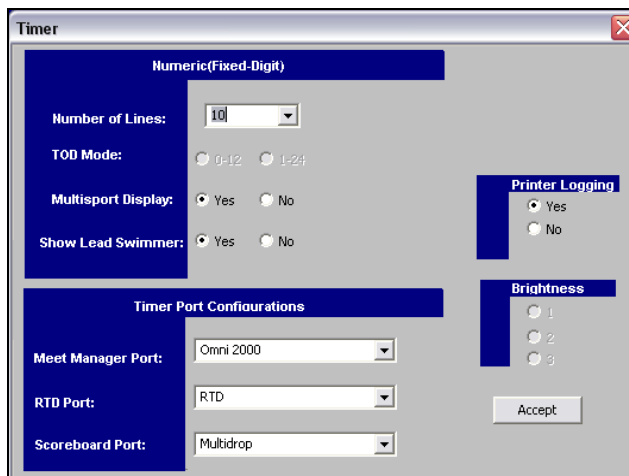 Timer
Numeric(Fixed-Digit)
Number of Lines: 10
TOD Mode: 0-12 1-24
Multisport Display: Yes No
Show Lead Swimmer: Yes No
Printer Logging
Yes
No
Timer Port Configurations
Meet Manager Port: Omni 2000
RTD Port: RTD
Scoreboard Port: Multidrop
Brightness
1
2
3
Accept